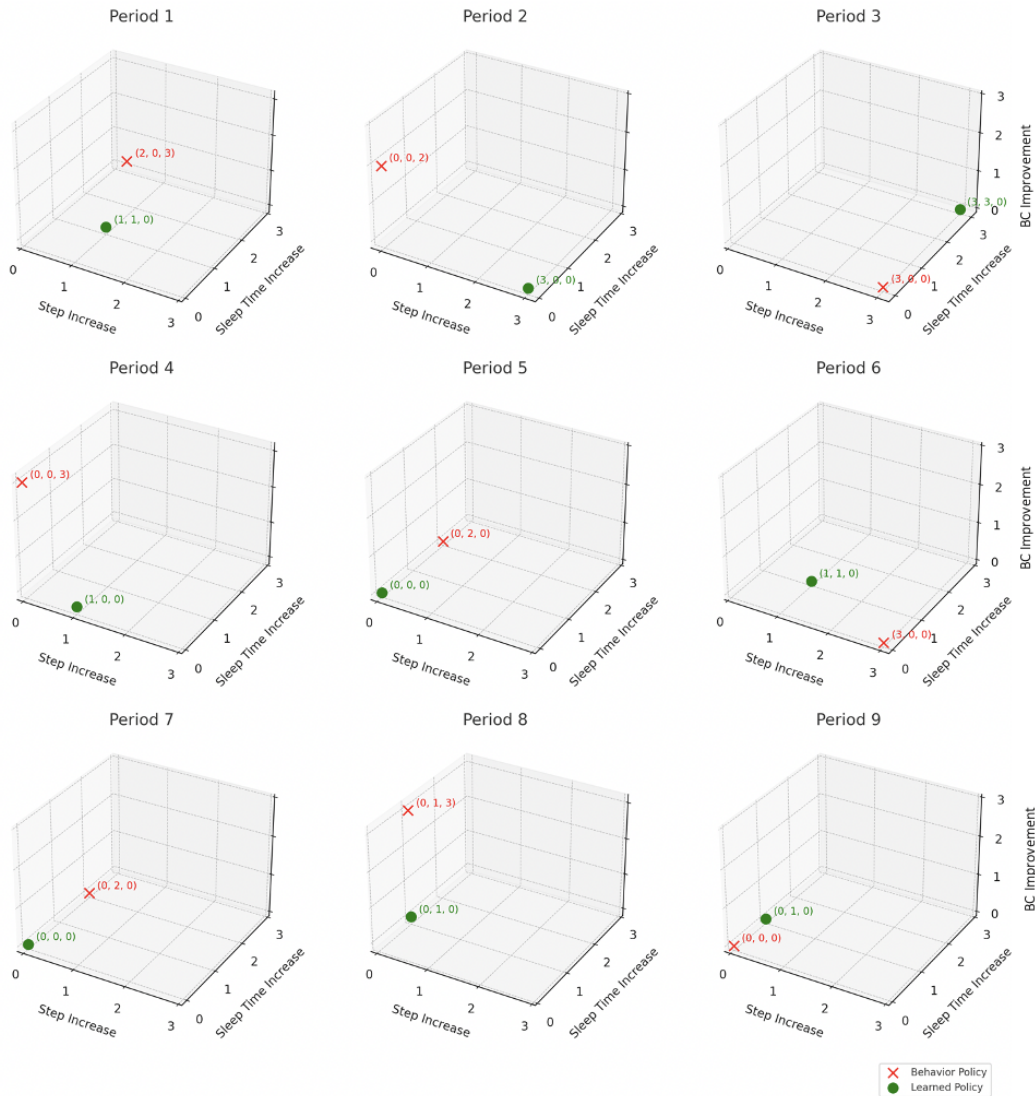 Period 1
(2, 0, 3)
(1, 1, 0)
0
1
2
3
Step Increase
0
1
2
3
Sleep Time Increase
Period 2
(0, 0, 2)
(3, 0, 0)
0
1
2
3
Step Increase
0
1
2
3
Sleep Time Increase
Period 3
(3, 3, 0)
(3, 0, 0)
0
1
2
3
Step Increase
0
1
2
3
Sleep Time Increase
3
2
1
0
BC Improvement
Period 4
(0, 0, 3)
(1, 0, 0)
0
1
2
3
Step Increase
0
1
2
3
Sleep Time Increase
Period 5
(0, 2, 0)
(0, 0, 0)
0
1
2
3
Step Increase
0
1
2
3
Sleep Time Increase
Period 6
(1, 1, 0)
(3, 0, 0)
0
1
2
3
Step Increase
0
1
2
3
Sleep Time Increase
3
2
1
0
BC Improvement
Period 7
(0, 2, 0)
(0, 0, 0)
0
1
2
3
Step Increase
0
1
2
3
Sleep Time Increase
Period 8
(0, 1, 3)
(0, 1, 0)
0
1
2
3
Step Increase
0
1
2
3
Sleep Time Increase
Period 9
(0, 1, 0)
(0, 0, 0)
0
1
2
3
Step Increase
0
1
2
3
Sleep Time Increase
3
2
1
0
BC Improvement
Behavior Policy
Learned Policy